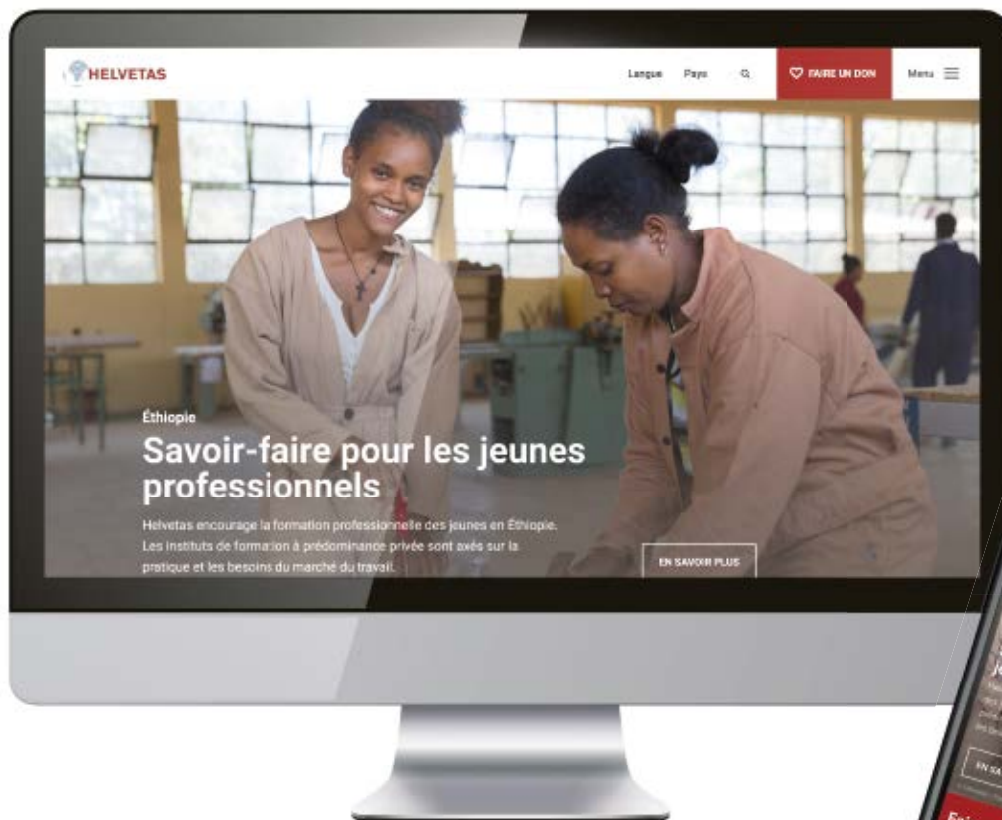 HELVETAS
Langue Pays
FAIRE UN DON
Menu
Éthiopie
Savoir-faire pour les jeunes
professionnels
Helvetas encourage la formation professionnelle des jeunes en Éthiopie.
Les instituts de formation à prédominance privée sont axés sur la
pratique et les besoins du marché du travail.
EN SAVOIR PLUS